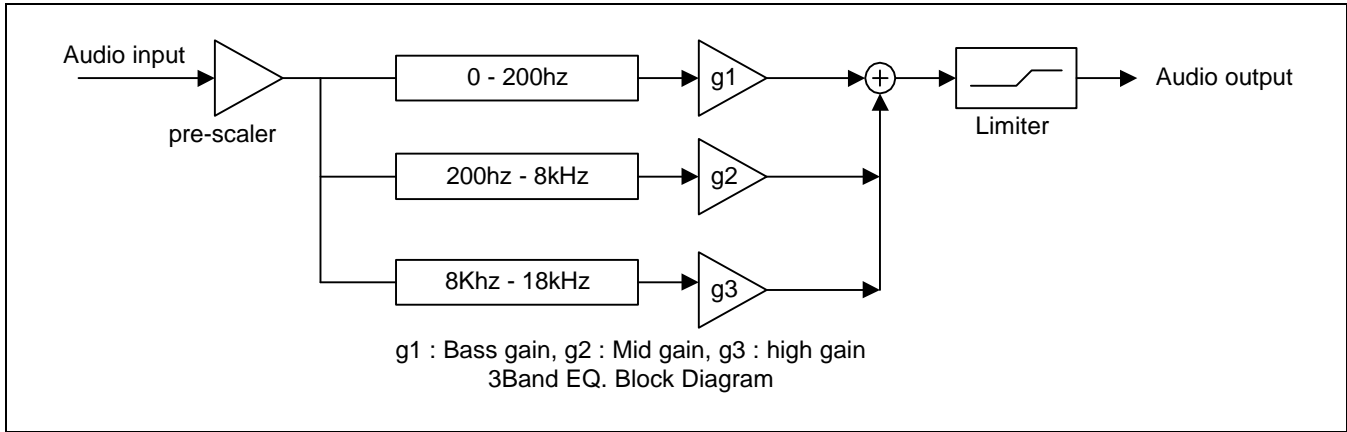 Audio input
pre-scaler
0 - 200hz
g1
+
Limiter
Audio output
200hz - 8kHz
g2
8Khz - 18kHz
g3
g1 : Bass gain, g2 : Mid gain, g3 : high gain
3Band EQ. Block Diagram